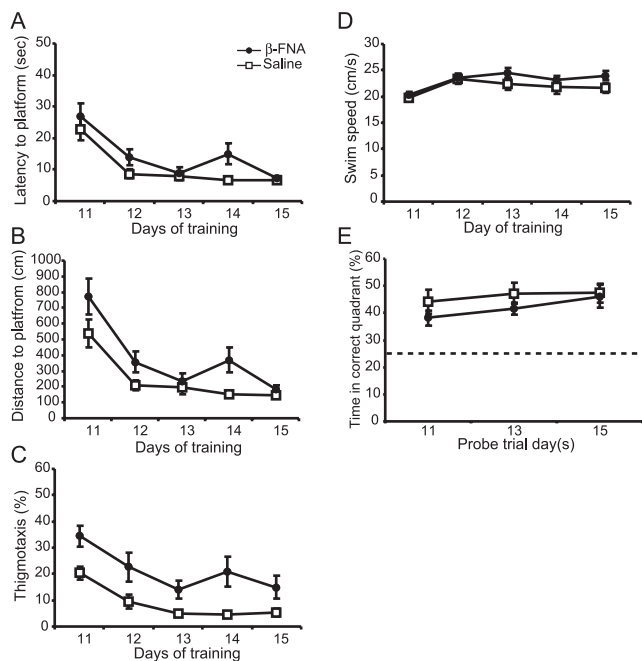 A
Latency to platform (sec)
50
40
30
20
10
0
β-FNA
Saline
11 12 13 14 15
Days of training
B
Distance to platfrom (cm)
1000
900
800
700
600
500
400
300
200
100
0
11 12 13 14 15
Days of training
C
Thigmotaxis (%)
60
50
40
30
20
10
0
11 12 13 14 15
Days of training
D
Swim speed (cm/s)
30
25
20
15
10
5
0
11 12 13 14 15
Day of training
E
Time in correct quadrant (%)
60
50
40
30
20
10
0
11 13 15
Probe trial day(s)